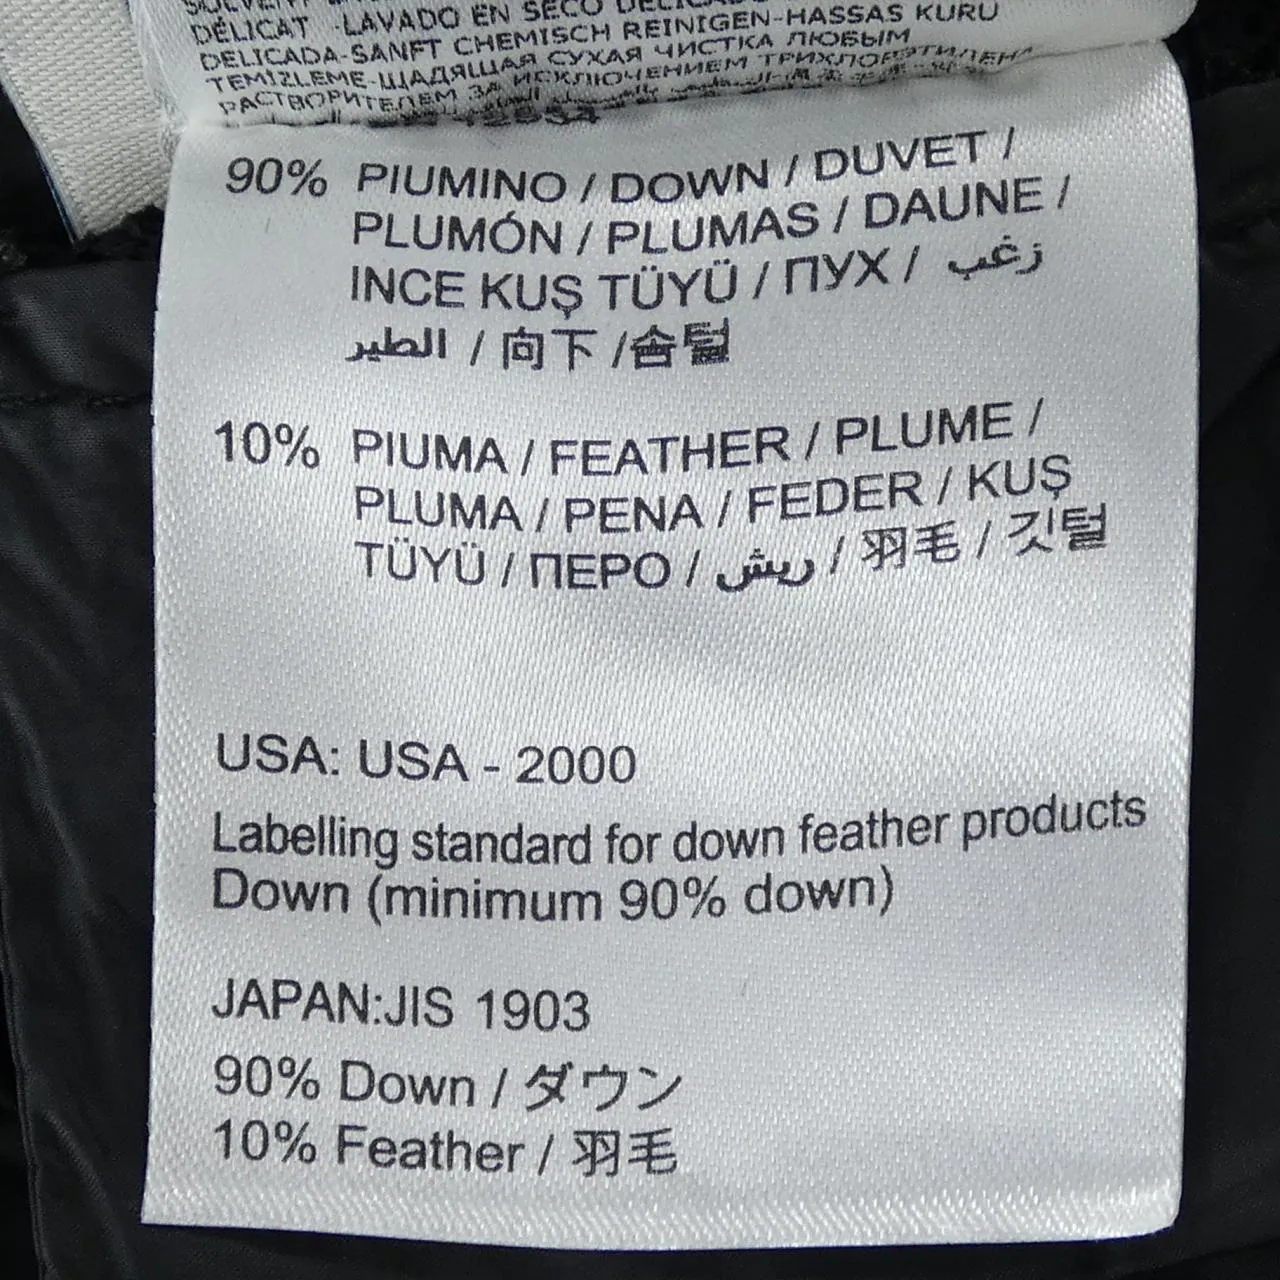 DÉLICAT -LAVADO EN SECO
DELICADA-SANFT CHEMISCH REINIGEN-HASSAS KURU
TEMIZLEME-ЩАДЯЩАЯ СУХАЯ ЧИСТКА ЛЮБЫМ
РАСТВОРИТЕЛЕМ ЗА ИСКЛЮЧЕНИЕМ
90% PIUMINO / DOWN / DUVET /
PLUMÓN / PLUMAS / DAUNE /
INCE KUŞ TÜYÜ / ПУХ / زغب
الطير / 向下 /솜털
10% PIUMA / FEATHER / PLUME /
PLUMA / PENA / FEDER / KUŞ
TÜYÜ / ПЕРО / ريش / 羽毛 / 깃털
USA: USA - 2000
Labelling standard for down feather products
Down (minimum 90% down)
JAPAN:JIS 1903
90% Down / ダウン
10% Feather / 羽毛